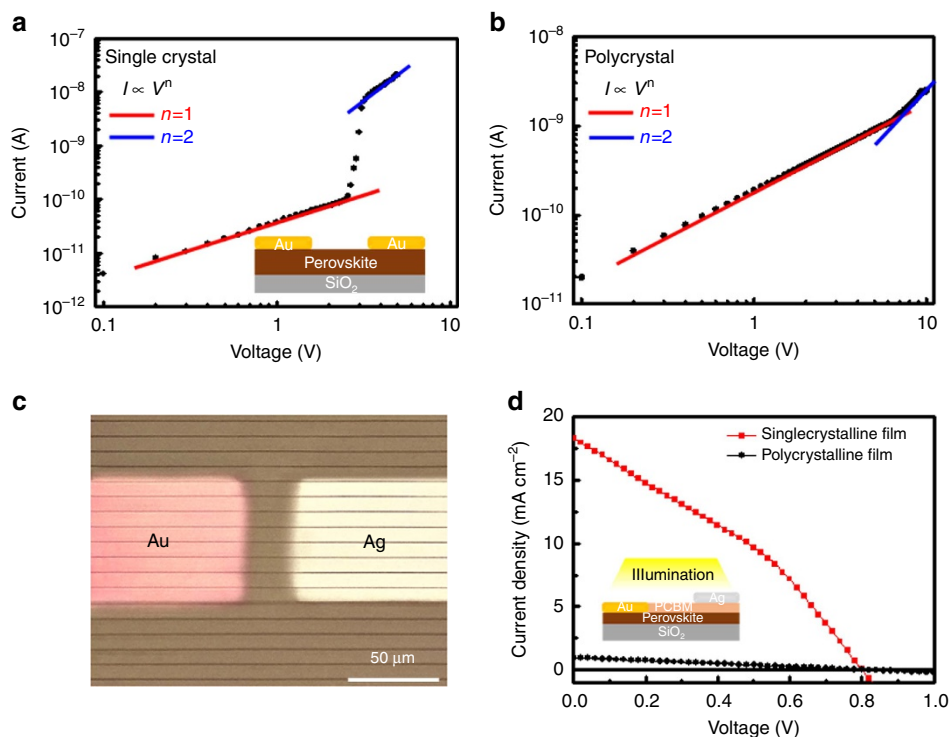 a
Single crystal
I ∝ Vⁿ
n=1
n=2
Current (A)
10⁻⁷
10⁻⁸
10⁻⁹
10⁻¹⁰
10⁻¹¹
10⁻¹²
Au
Au
Perovskite
SiO₂
0.1
1
10
Voltage (V)
b
Polycrystal
I ∝ Vⁿ
n=1
n=2
Current (A)
10⁻⁸
10⁻⁹
10⁻¹⁰
10⁻¹¹
0.1
1
10
Voltage (V)
c
Au
Ag
50 μm
d
Singlecrystalline film
Polycrystalline film
Current density (mA cm⁻²)
20
15
10
5
0
Illumination
Ag
Au
PCBM
Perovskite
SiO₂
0.0
0.2
0.4
0.6
0.8
1.0
Voltage (V)